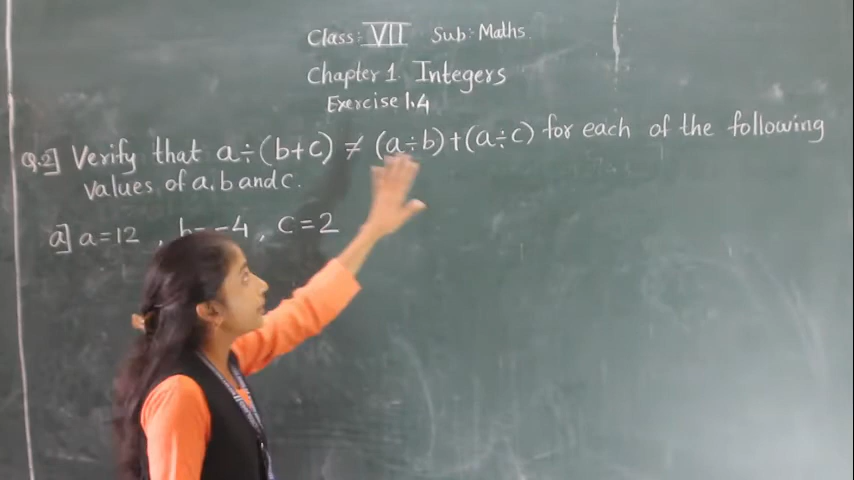 Class: VII Sub: Maths.
Chapter 1. Integers
Exercise 1.4
Q.2] Verify that a÷(b+c) ≠ (a÷b)+(a÷c) for each of the following
values of a, b and c.
a] a=12 , b=-4 , c=2